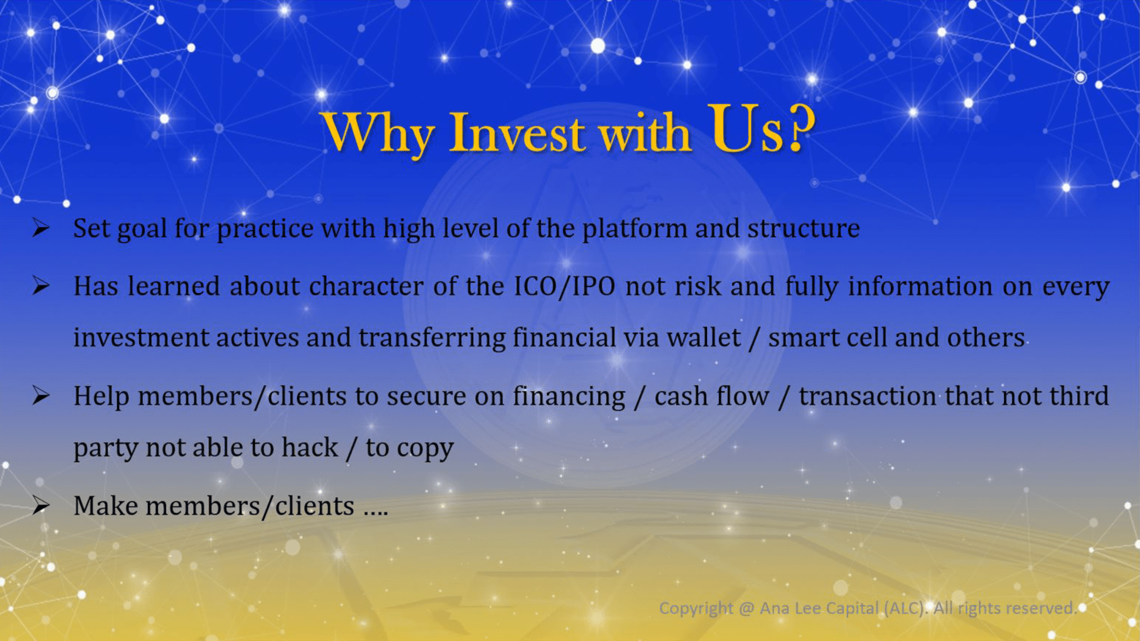 Why Invest with Us?
➢ Set goal for practice with high level of the platform and structure
➢ Has learned about character of the ICO/IPO not risk and fully information on every
investment actives and transferring financial via wallet / smart cell and others
➢ Help members/clients to secure on financing / cash flow / transaction that not third
party not able to hack / to copy
➢ Make members/clients ....
Copyright @ Ana Lee Capital (ALC). All rights reserved.